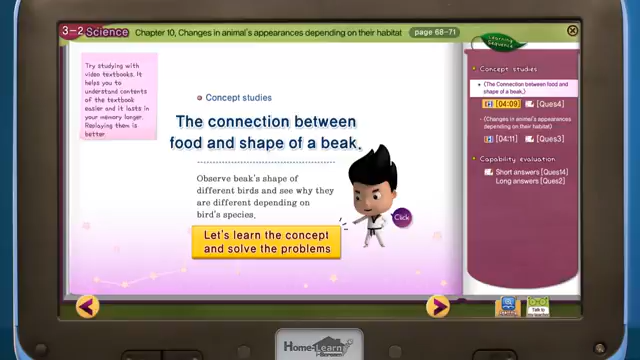 3-2 Science
Chapter 10, Changes in animal's appearances depending on their habitat
page 68-71
Learning
Sequence
Try studying with
video textbooks. It
helps you to
understand contents
of the textbook
easier and it lasts in
your memory longer.
Replaying them is
better.
Concept studies
The connection between
food and shape of a beak.
Observe beak's shape of
different birds and see why they
are different depending on
bird's species.
Let's learn the concept
and solve the problems
Click
Concept studies
(The Connection between food and
shape of a beak.)
[04:09] [Ques4]
(Changes in animal's appearances
depending on their habitat)
[04:11] [Ques3]
Capability evaluation
Short answers [Ques14]
Long answers [Ques2]
Talk to
Home-Learn